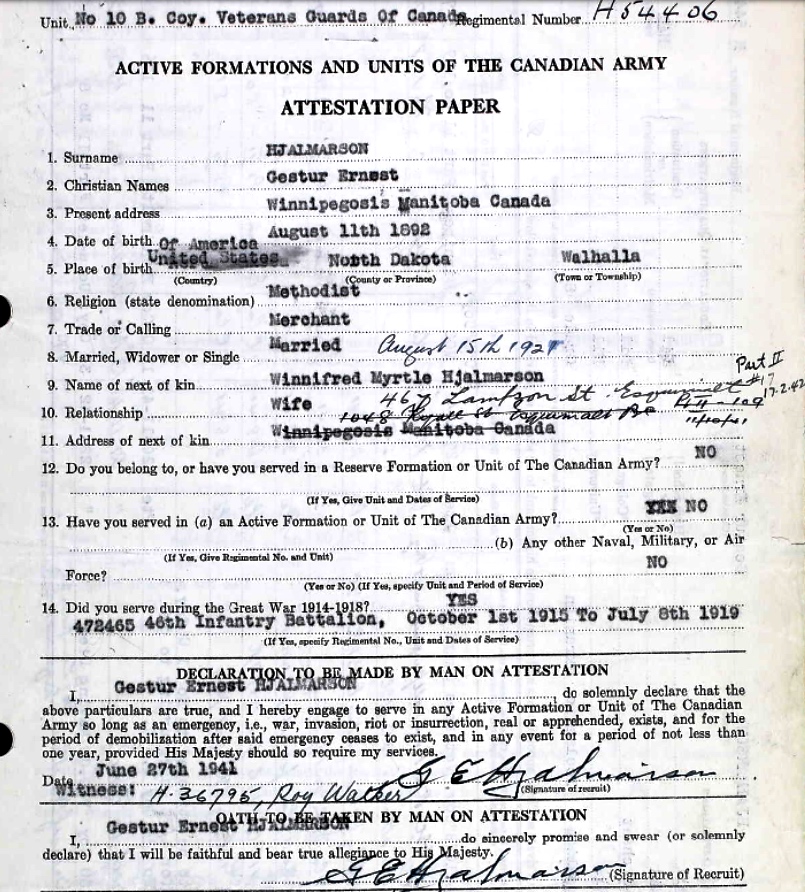 Unit No 10 B. Coy. Veterans Guards Of Canada Regimental Number H54406
ACTIVE FORMATIONS AND UNITS OF THE CANADIAN ARMY
ATTESTATION PAPER
1. Surname HJALMARSON
2. Christian Names Gestur Ernest
3. Present address Winnipegosis Manitoba Canada
4. Date of birth August 11th 1892
Of America
5. Place of birth United States North Dakota Walhalla
(Country) (County or Province) (Town or Township)
6. Religion (state denomination) Methodist
7. Trade or Calling Merchant
8. Married, Widower or Single Married August 15th 1921
Part II
9. Name of next of kin Winnifred Myrtle Hjalmarson #17
467 Lampson St. Esquimalt 17-2-42
10. Relationship Wife
1048 St Esquimalt BC
11. Address of next of kin Winnipegosis Manitoba Canada
12. Do you belong to, or have you served in a Reserve Formation or Unit of The Canadian Army? NO
(If Yes, Give Unit and Dates of Service)
13. Have you served in (a) an Active Formation or Unit of The Canadian Army? YES NO
(Yes or No)
(b) Any other Naval, Military, or Air
(If Yes, Give Regimental No. and Unit)
Force? NO
(Yes or No) (If Yes, specify Unit and Period of Service)
14. Did you serve during the Great War 1914-1918? YES
472465 46th Infantry Battalion, October 1st 1915 To July 8th 1919
(If Yes, specify Regimental No., Unit and Dates of Service)
DECLARATION TO BE MADE BY MAN ON ATTESTATION
I, Gestur Ernest HJALMARSON do solemnly declare that the
above particulars are true, and I hereby engage to serve in any Active Formation or Unit of The Canadian
Army so long as an emergency, i.e., war, invasion, riot or insurrection, real or apprehended, exists, and for the
period of demobilization after said emergency ceases to exist, and in any event for a period of not less than
one year, provided His Majesty should so require my services.
Date June 27th 1941 G E Hjalmarson
(Signature of recruit)
Witness: H-36795, Roy Walker
OATH TO BE TAKEN BY MAN ON ATTESTATION
I, Gestur Ernest HJALMARSON do sincerely promise and swear (or solemnly
declare) that I will be faithful and bear true allegiance to His Majesty.
G E Hjalmarson (Signature of Recruit)